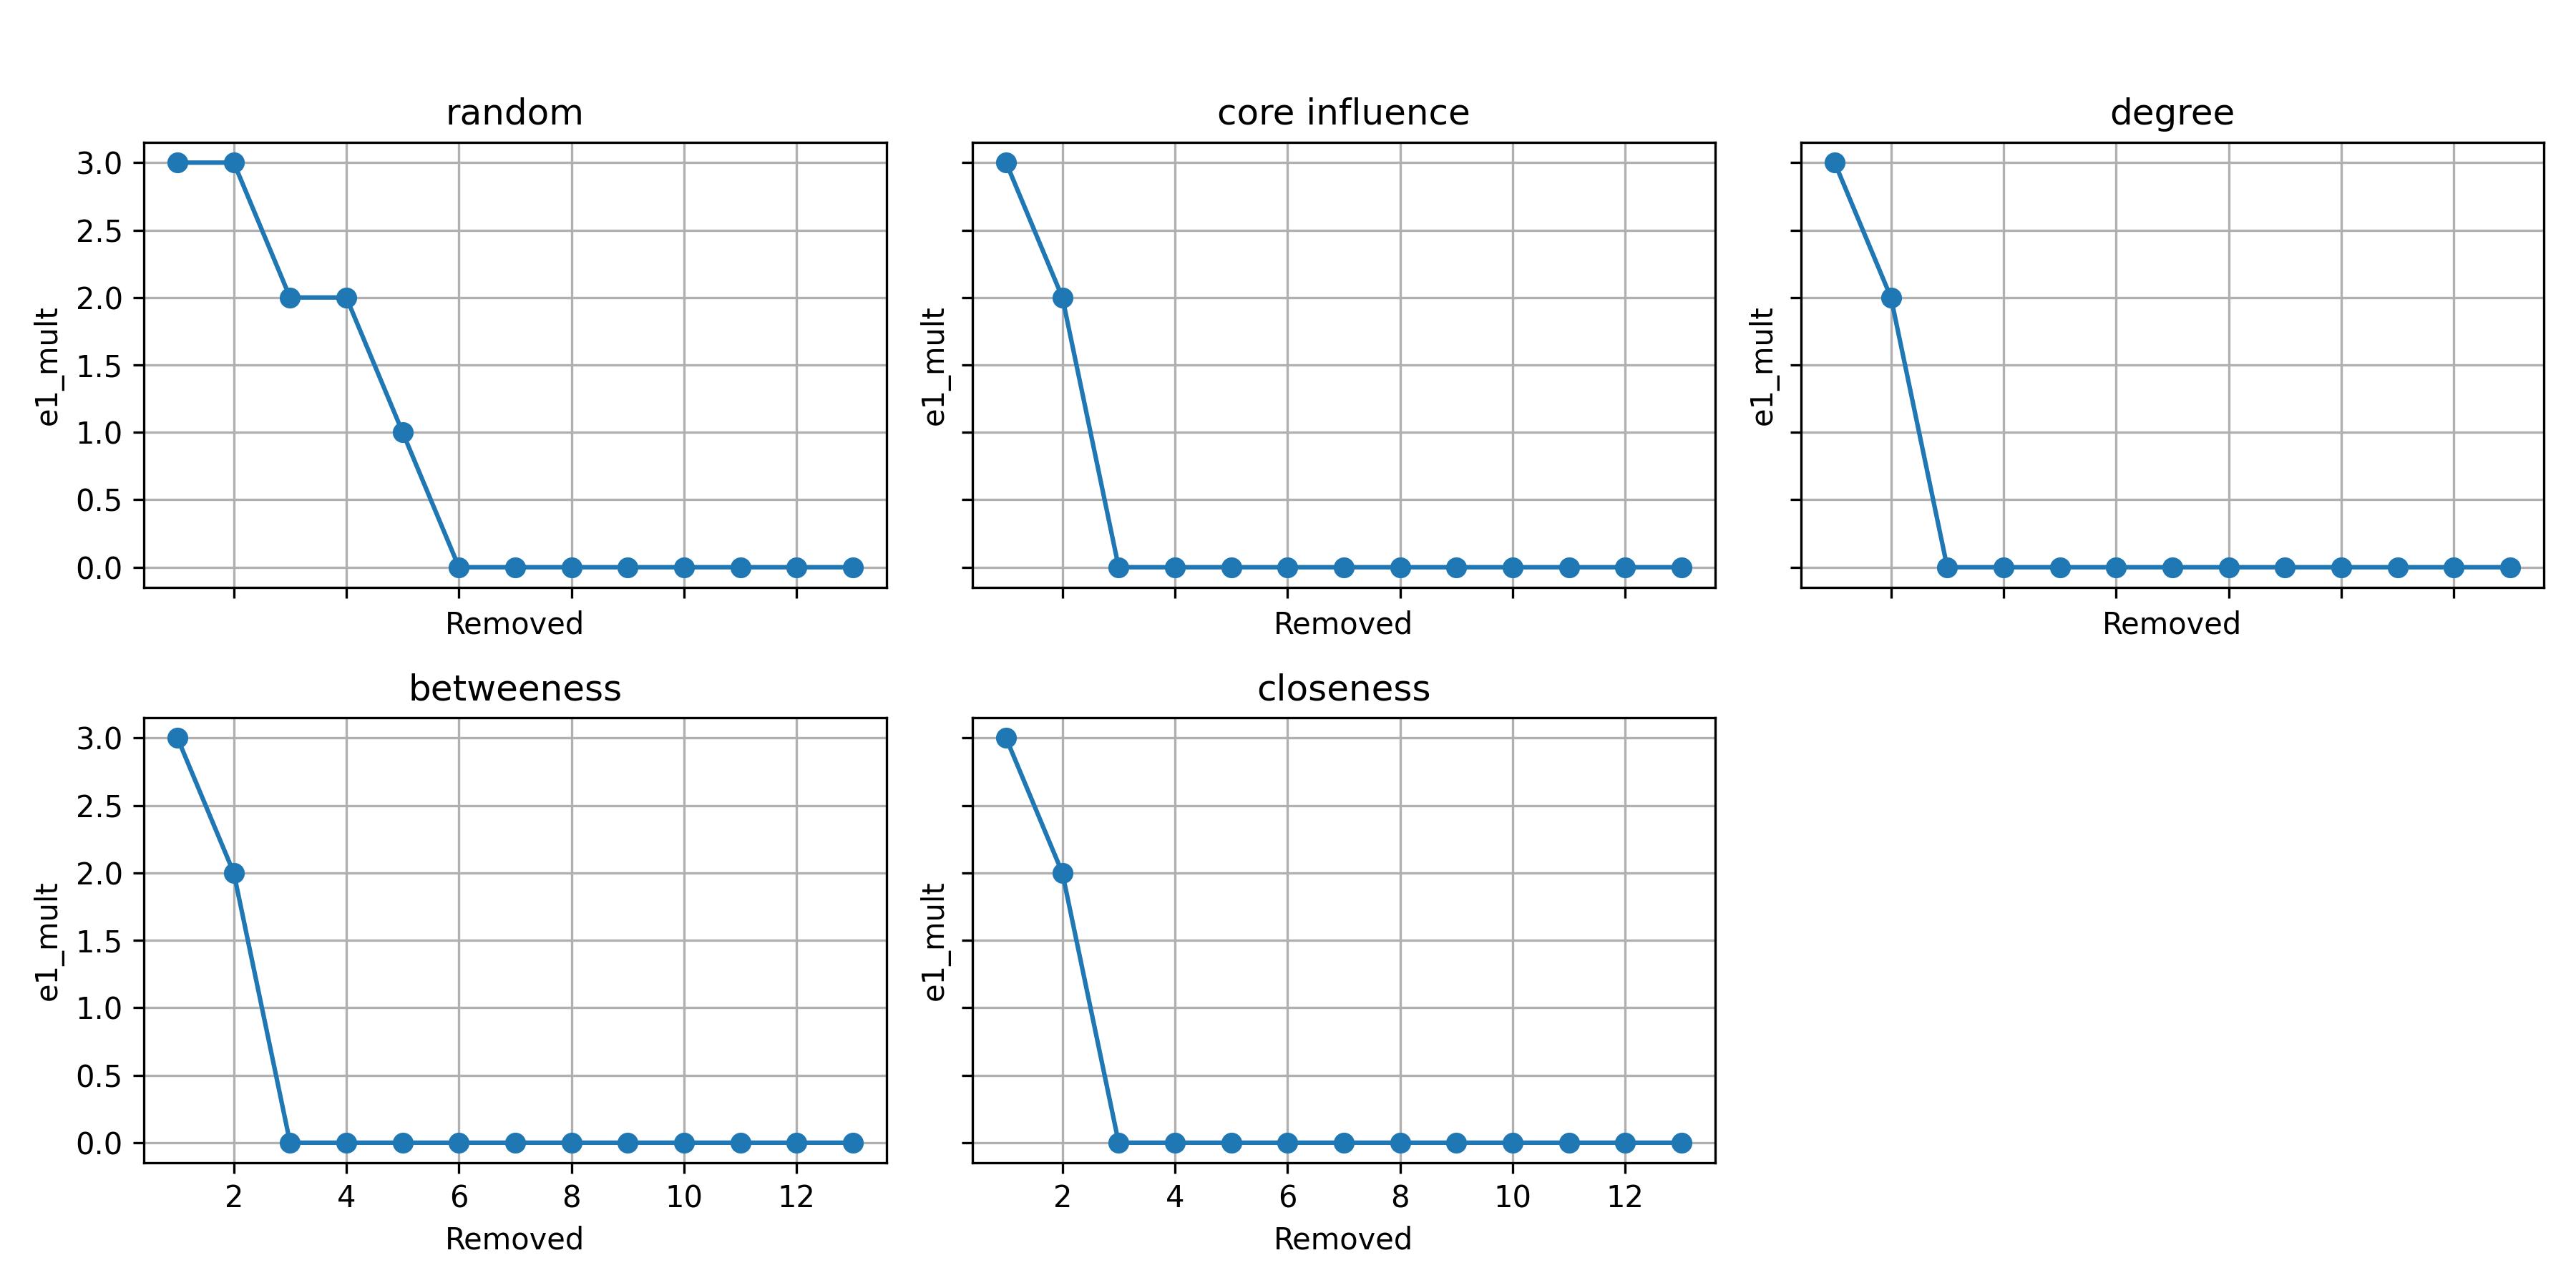 random
3.0
2.5
2.0
1.5
1.0
0.5
0.0
e1_mult
Removed
core influence
e1_mult
Removed
degree
e1_mult
Removed
betweeness
3.0
2.5
2.0
1.5
1.0
0.5
0.0
e1_mult
2 4 6 8 10 12
Removed
closeness
e1_mult
2 4 6 8 10 12
Removed